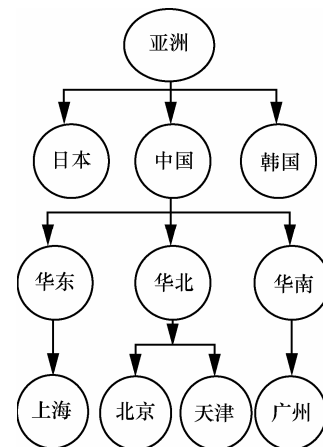 亚洲
日本
中国
韩国
华东
华北
华南
上海
北京
天津
广州